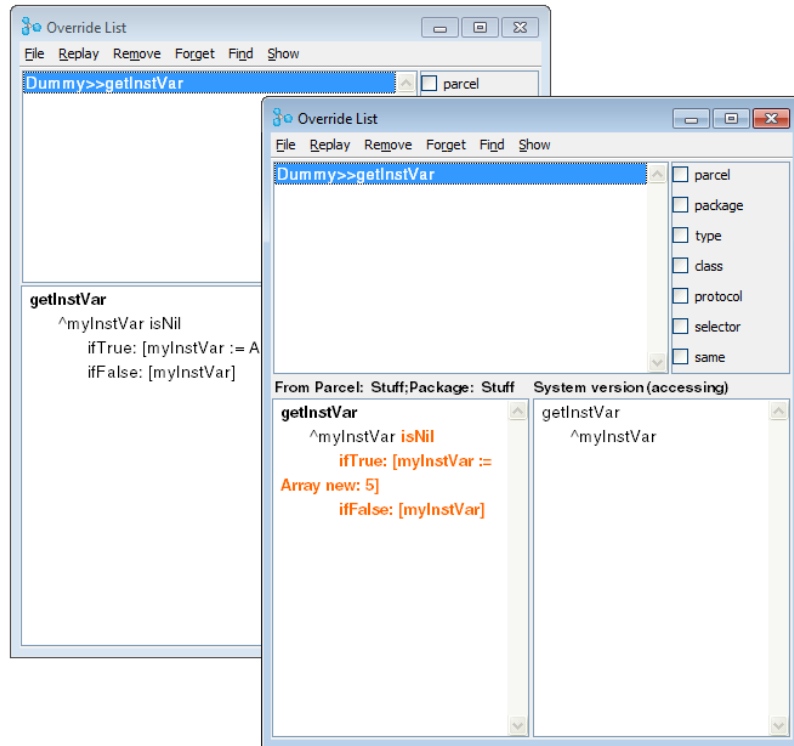 Override List
File Replay Remove Forget Find Show
Dummy>>getInstVar
parcel
getInstVar
^myInstVar isNil
ifTrue: [myInstVar := A
ifFalse: [myInstVar]
Override List
File Replay Remove Forget Find Show
Dummy>>getInstVar
parcel
package
type
class
protocol
selector
same
From Parcel: Stuff;Package: Stuff
System version (accessing)
getInstVar
^myInstVar isNil
ifTrue: [myInstVar :=
Array new: 5]
ifFalse: [myInstVar]
getInstVar
^myInstVar